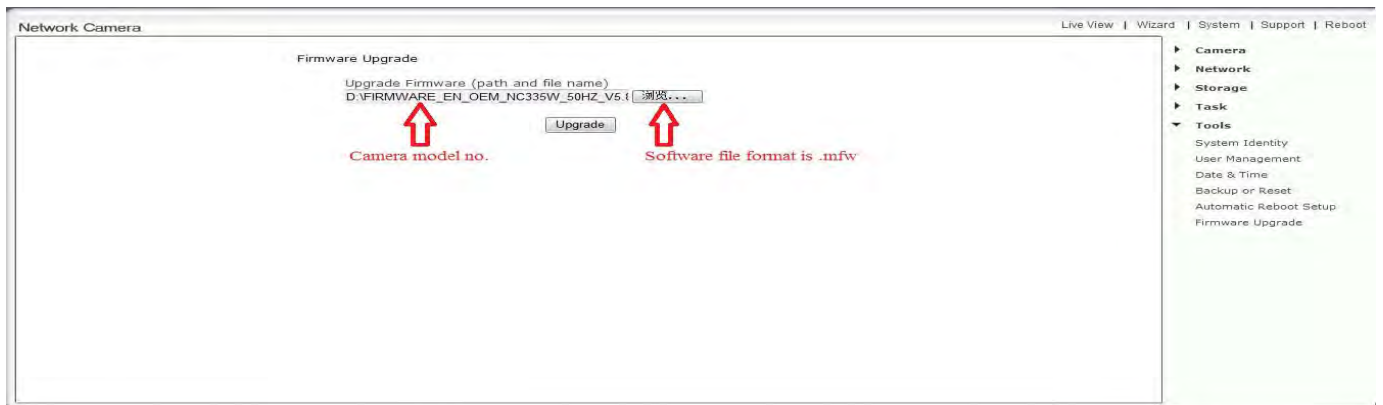 Network Camera
Live View | Wizard | System | Support | Reboot
Firmware Upgrade
Upgrade Firmware (path and file name)
D:\FIRMWARE_EN_OEM_NC335W_50HZ_V5.8 浏览...
Upgrade
Camera model no.
Software file format is .mfw
Camera
Network
Storage
Task
Tools
System Identity
User Management
Date & Time
Backup or Reset
Automatic Reboot Setup
Firmware Upgrade